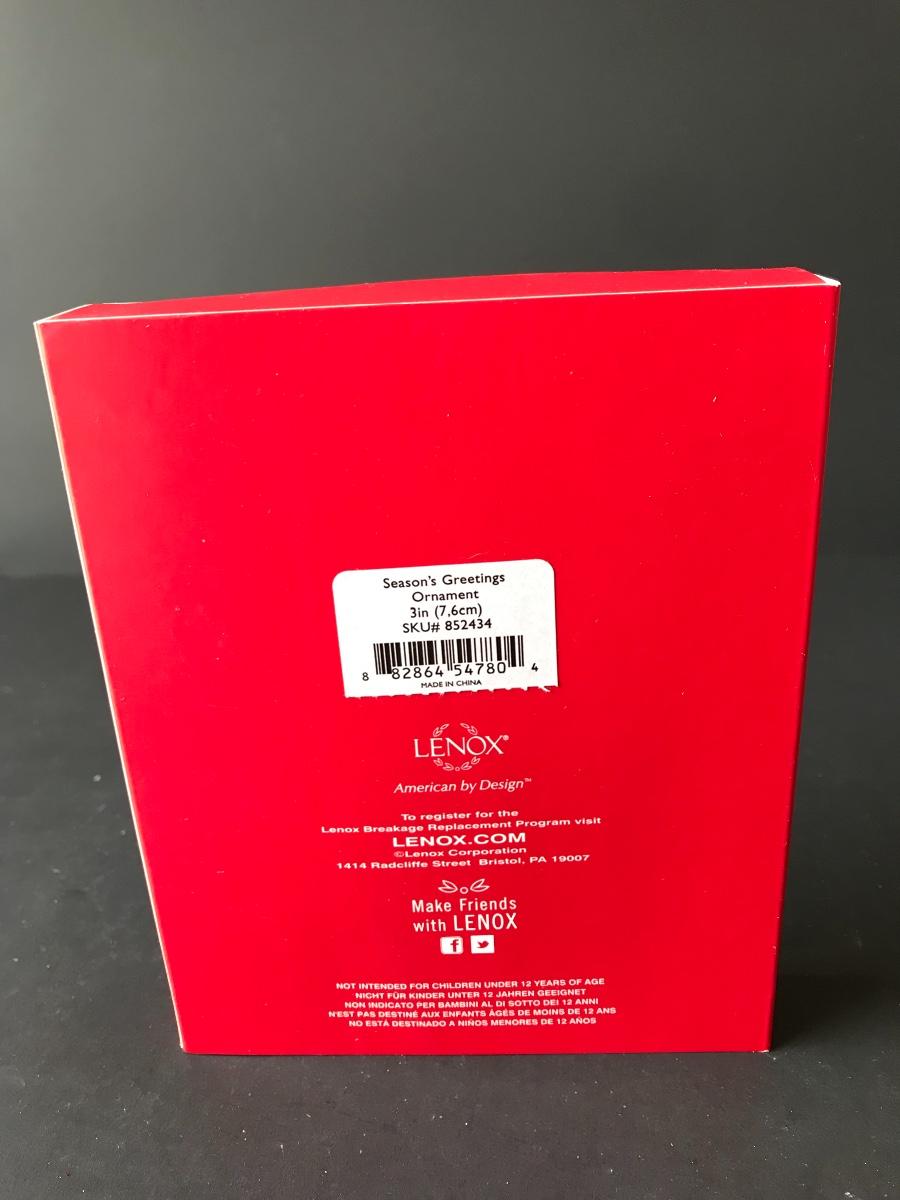 Season's Greetings
Ornament
3in (7,6cm)
SKU# 852434
8 82864 54780 4
MADE IN CHINA
LENOX®
American by Design™
To register for the
Lenox Breakage Replacement Program visit
LENOX.COM
©Lenox Corporation
1414 Radcliffe Street Bristol, PA 19007
Make Friends
with LENOX
f
NOT INTENDED FOR CHILDREN UNDER 12 YEARS OF AGE
NICHT FÜR KINDER UNTER 12 JAHREN GEEIGNET
NON INDICATO PER BAMBINI AL DI SOTTO DEI 12 ANNI
N'EST PAS DESTINÉ AUX ENFANTS ÂGÉS DE MOINS DE 12 ANS
NO ESTÁ DESTINADO A NIÑOS MENORES DE 12 AÑOS